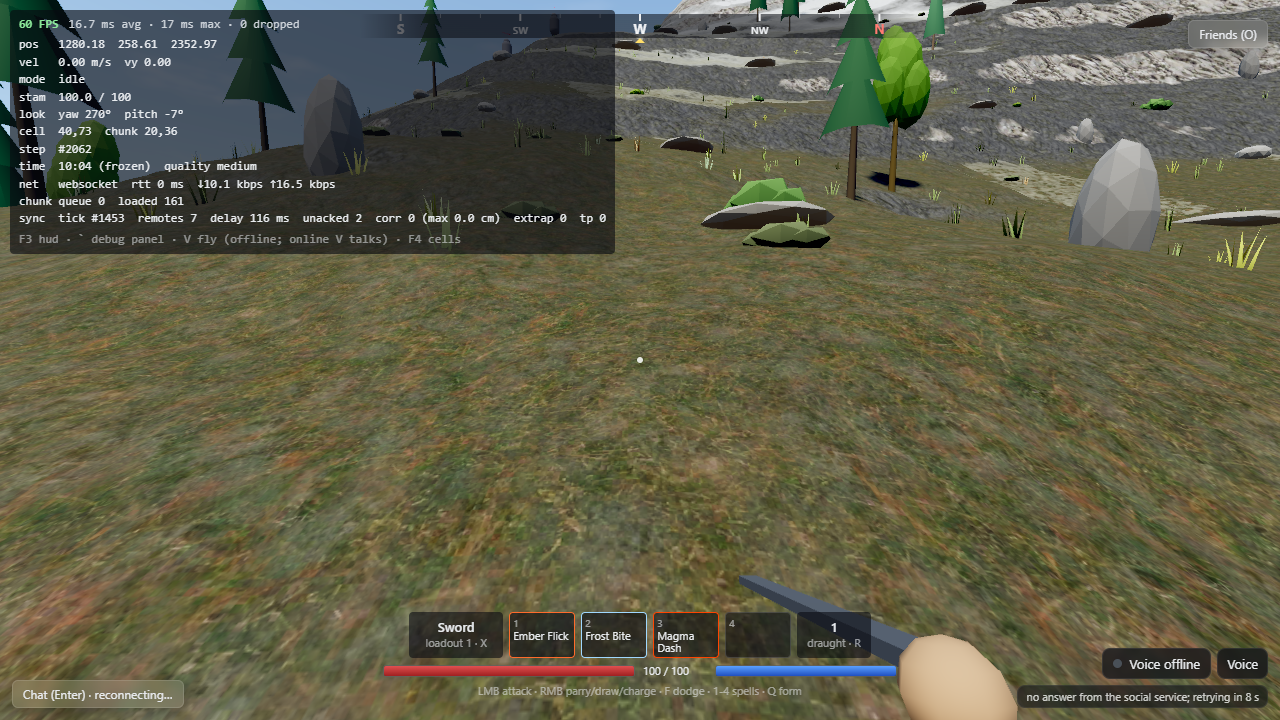 60 FPS 16.7 ms avg · 17 ms max · 0 dropped
pos 1280.18 258.61 2352.97
vel 0.00 m/s vy 0.00
mode idle
stam 100.0 / 100
look yaw 270° pitch -7°
cell 40,73 chunk 20,36
step #2062
time 10:04 (frozen) quality medium
net websocket rtt 0 ms ↓10.1 kbps ↑16.5 kbps
chunk queue 0 loaded 161
sync tick #1453 remotes 7 delay 116 ms unacked 2 corr 0 (max 0.0 cm) extrap 0 tp 0
F3 hud · ` debug panel · V fly (offline; online V talks) · F4 cells
S SW W NW N
Friends (O)
Sword
loadout 1 · X
1
Ember Flick
2
Frost Bite
3
Magma
Dash
4
1
draught · R
100 / 100
LMB attack · RMB parry/draw/charge · F dodge · 1-4 spells · Q form
Chat (Enter) · reconnecting...
Voice offline
Voice
no answer from the social service; retrying in 8 s